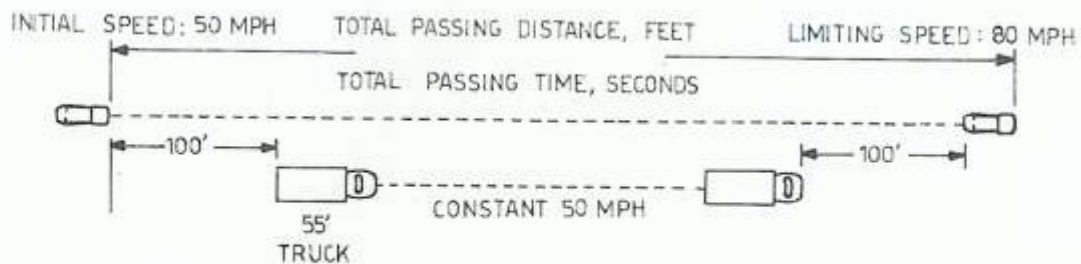 INITIAL SPEED: 50 MPH TOTAL PASSING DISTANCE, FEET LIMITING SPEED: 80 MPH
TOTAL PASSING TIME, SECONDS
100' 100'
CONSTANT 50 MPH
55'
TRUCK